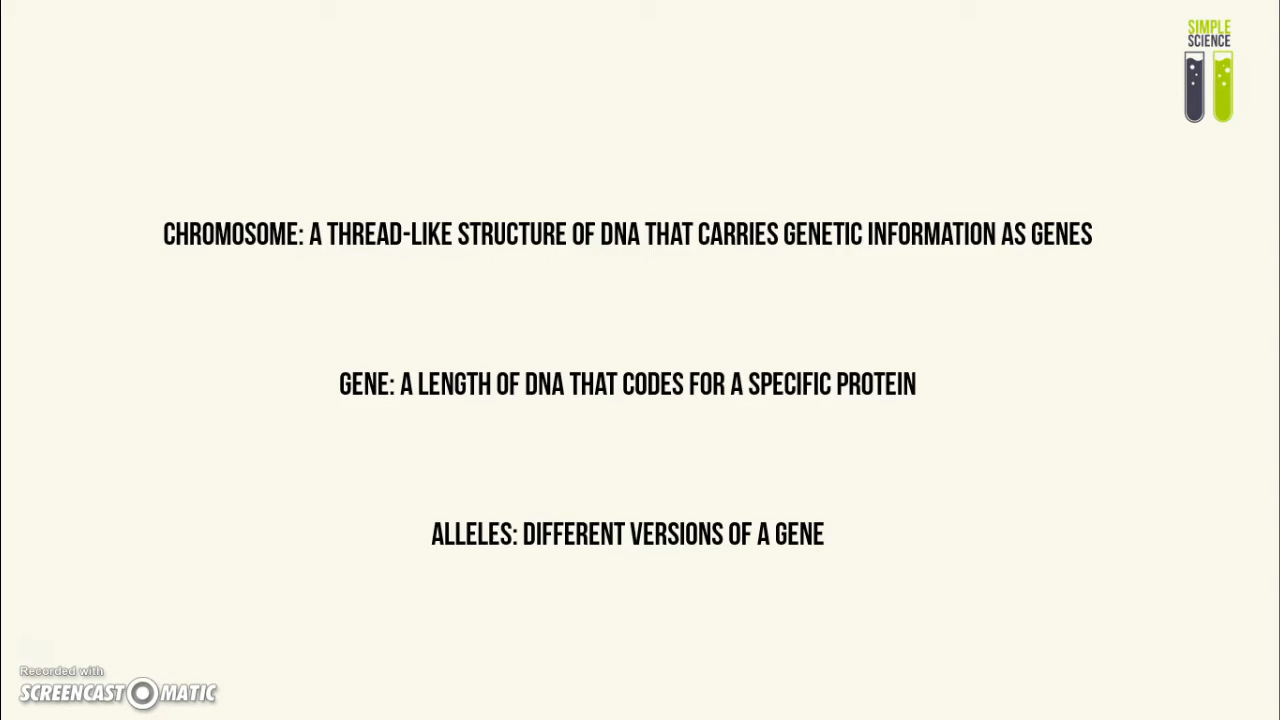 SIMPLE
SCIENCE
CHROMOSOME: A THREAD-LIKE STRUCTURE OF DNA THAT CARRIES GENETIC INFORMATION AS GENES
GENE: A LENGTH OF DNA THAT CODES FOR A SPECIFIC PROTEIN
ALLELES: DIFFERENT VERSIONS OF A GENE
Recorded with
SCREENCAST O MATIC